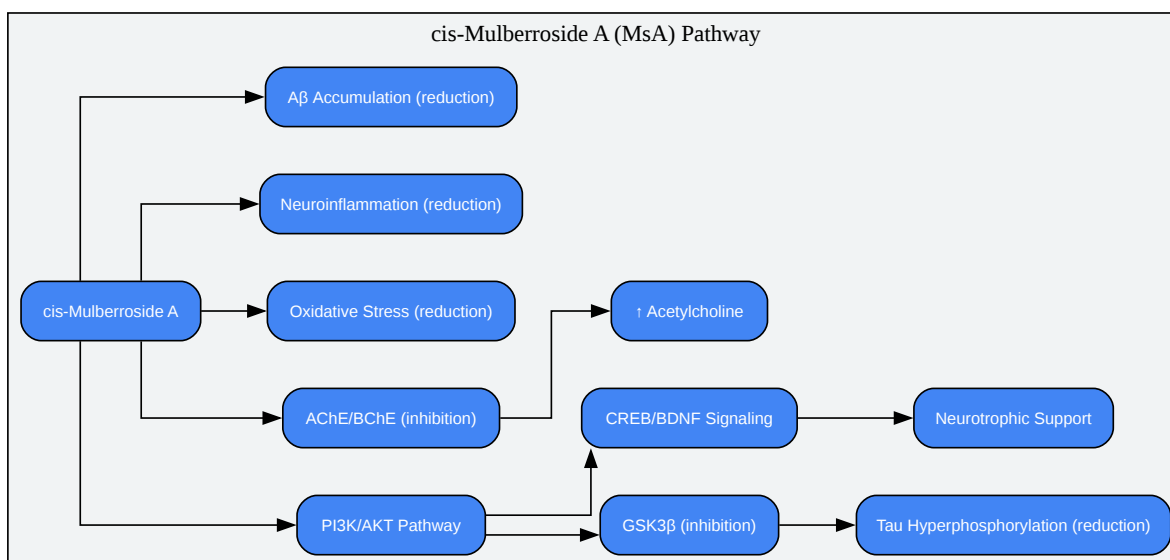 cis-Mulberroside A (MsA) Pathway
Aβ Accumulation (reduction)
Neuroinflammation (reduction)
cis-Mulberroside A
Oxidative Stress (reduction)
↑ Acetylcholine
AChE/BChE (inhibition)
CREB/BDNF Signaling
Neurotrophic Support
PI3K/AKT Pathway
GSK3β (inhibition)
Tau Hyperphosphorylation (reduction)